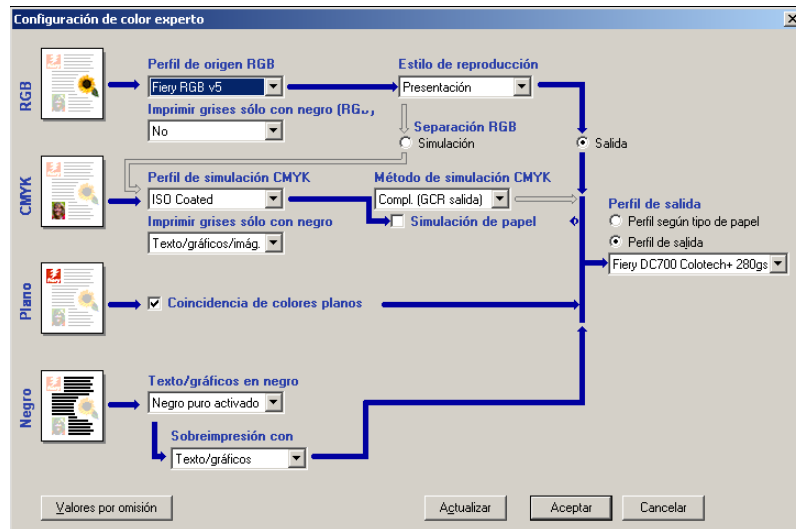 Configuración de color experto
RGB
Perfil de origen RGB
Fiery RGB v5
Estilo de reproducción
Presentación
Imprimir grises sólo con negro (RGB)
No
Separación RGB
Simulación
Salida
CMYK
Perfil de simulación CMYK
ISO Coated
Método de simulación CMYK
Compl. (GCR salida)
Simulación de papel
Imprimir grises sólo con negro
Texto/gráficos/imág.
Perfil de salida
Perfil según tipo de papel
Perfil de salida
Fiery DC700 Colotech+ 280gs
Plano
Coincidencia de colores planos
Negro
Texto/gráficos en negro
Negro puro activado
Sobreimpresión con
Texto/gráficos
Valores por omisión
Actualizar
Aceptar
Cancelar